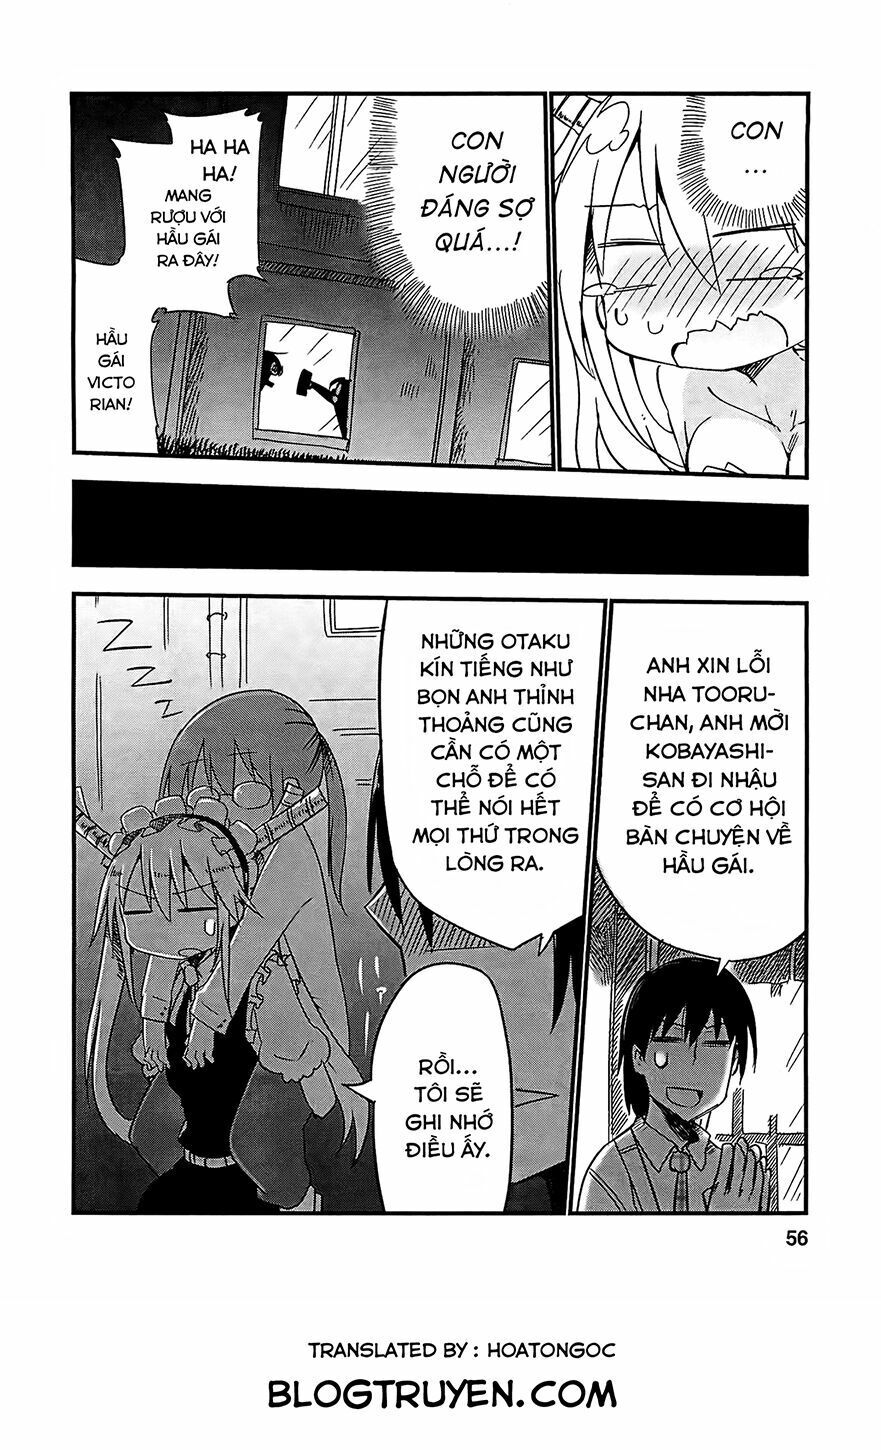 CON
...
CON
NGƯỜI
ĐÁNG SỢ
QUÁ...!
HA HA
HA!
MANG
RƯỢU VỚI
HẦU GÁI
RA ĐÂY!
HẦU
GÁI
VICTO
RIAN!
ANH XIN LỖI
NHA TOORU-
CHAN, ANH MỜI
KOBAYASHI-
SAN ĐI NHẬU
ĐỂ CÓ CƠ HỘI
BÀN CHUYỆN VỀ
HẦU GÁI.
NHỮNG OTAKU
KÍN TIẾNG NHƯ
BỌN ANH THỈNH
THOẢNG CŨNG
CẦN CÓ MỘT
CHỖ ĐỂ CÓ
THỂ NÓI HẾT
MỌI THỨ TRONG
LÒNG RA.
Z
Z
Z
RỒI...
TÔI SẼ
GHI NHỚ
ĐIỀU ẤY.
56
TRANSLATED BY : HOATONGOC
BLOGTRUYEN.COM